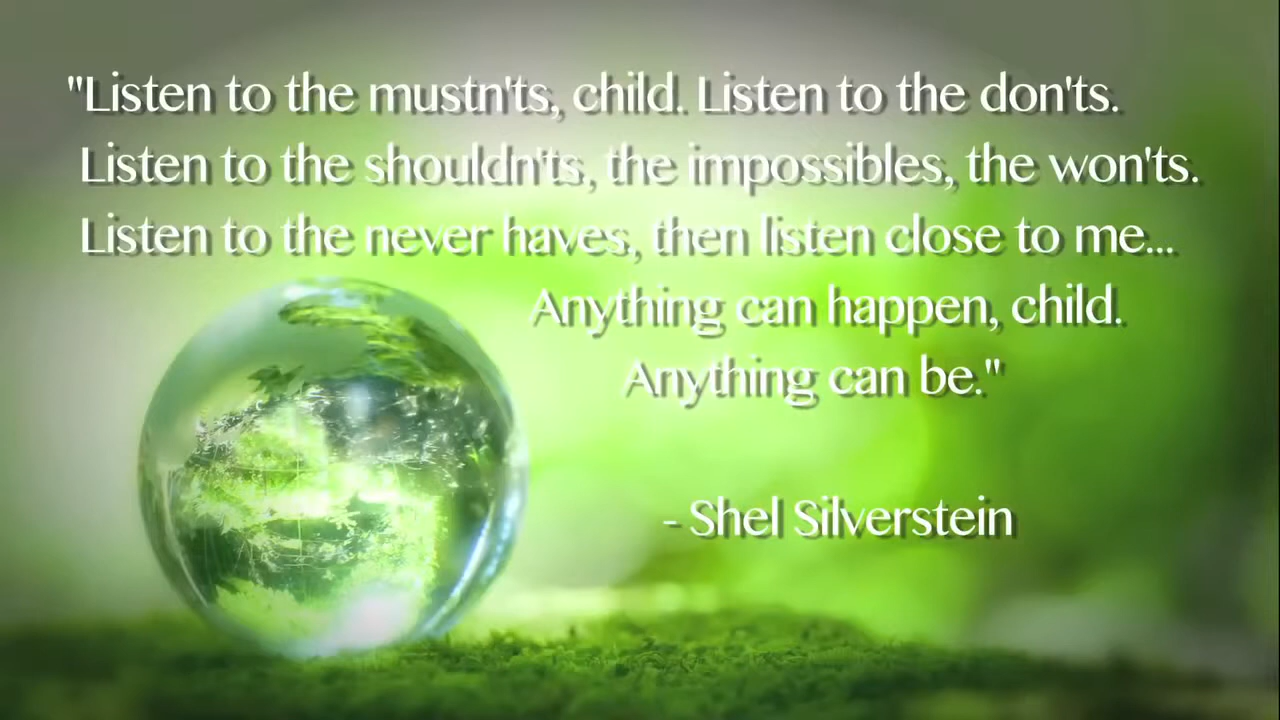 "Listen to the mustn'ts, child. Listen to the don'ts.
Listen to the shouldn'ts, the impossibles, the won'ts.
Listen to the never haves, then listen close to me...
Anything can happen, child.
Anything can be."
- Shel Silverstein